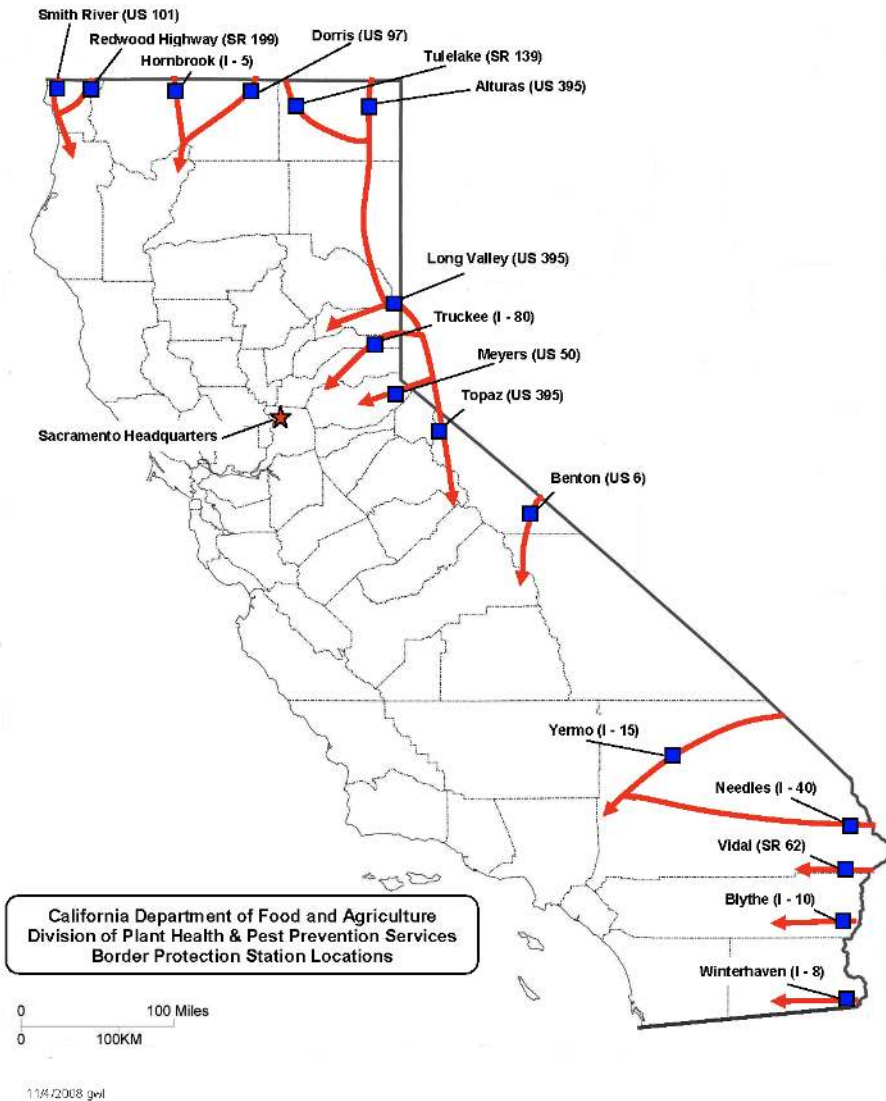 Smith River (US 101)
Redwood Highway (SR 199)
Hornbrook (I - 5)
Dorris (US 97)
Tulelake (SR 139)
Alturas (US 395)
Long Valley (US 395)
Truckee (I - 80)
Meyers (US 50)
Topaz (US 395)
Sacramento Headquarters
Benton (US 6)
Yermo (I - 15)
Needles (I - 40)
Vidal (SR 62)
Blythe (I - 10)
Winterhaven (I - 8)
California Department of Food and Agriculture
Division of Plant Health & Pest Prevention Services
Border Protection Station Locations
0 100 Miles
0 100KM
11/4/2008 gwl